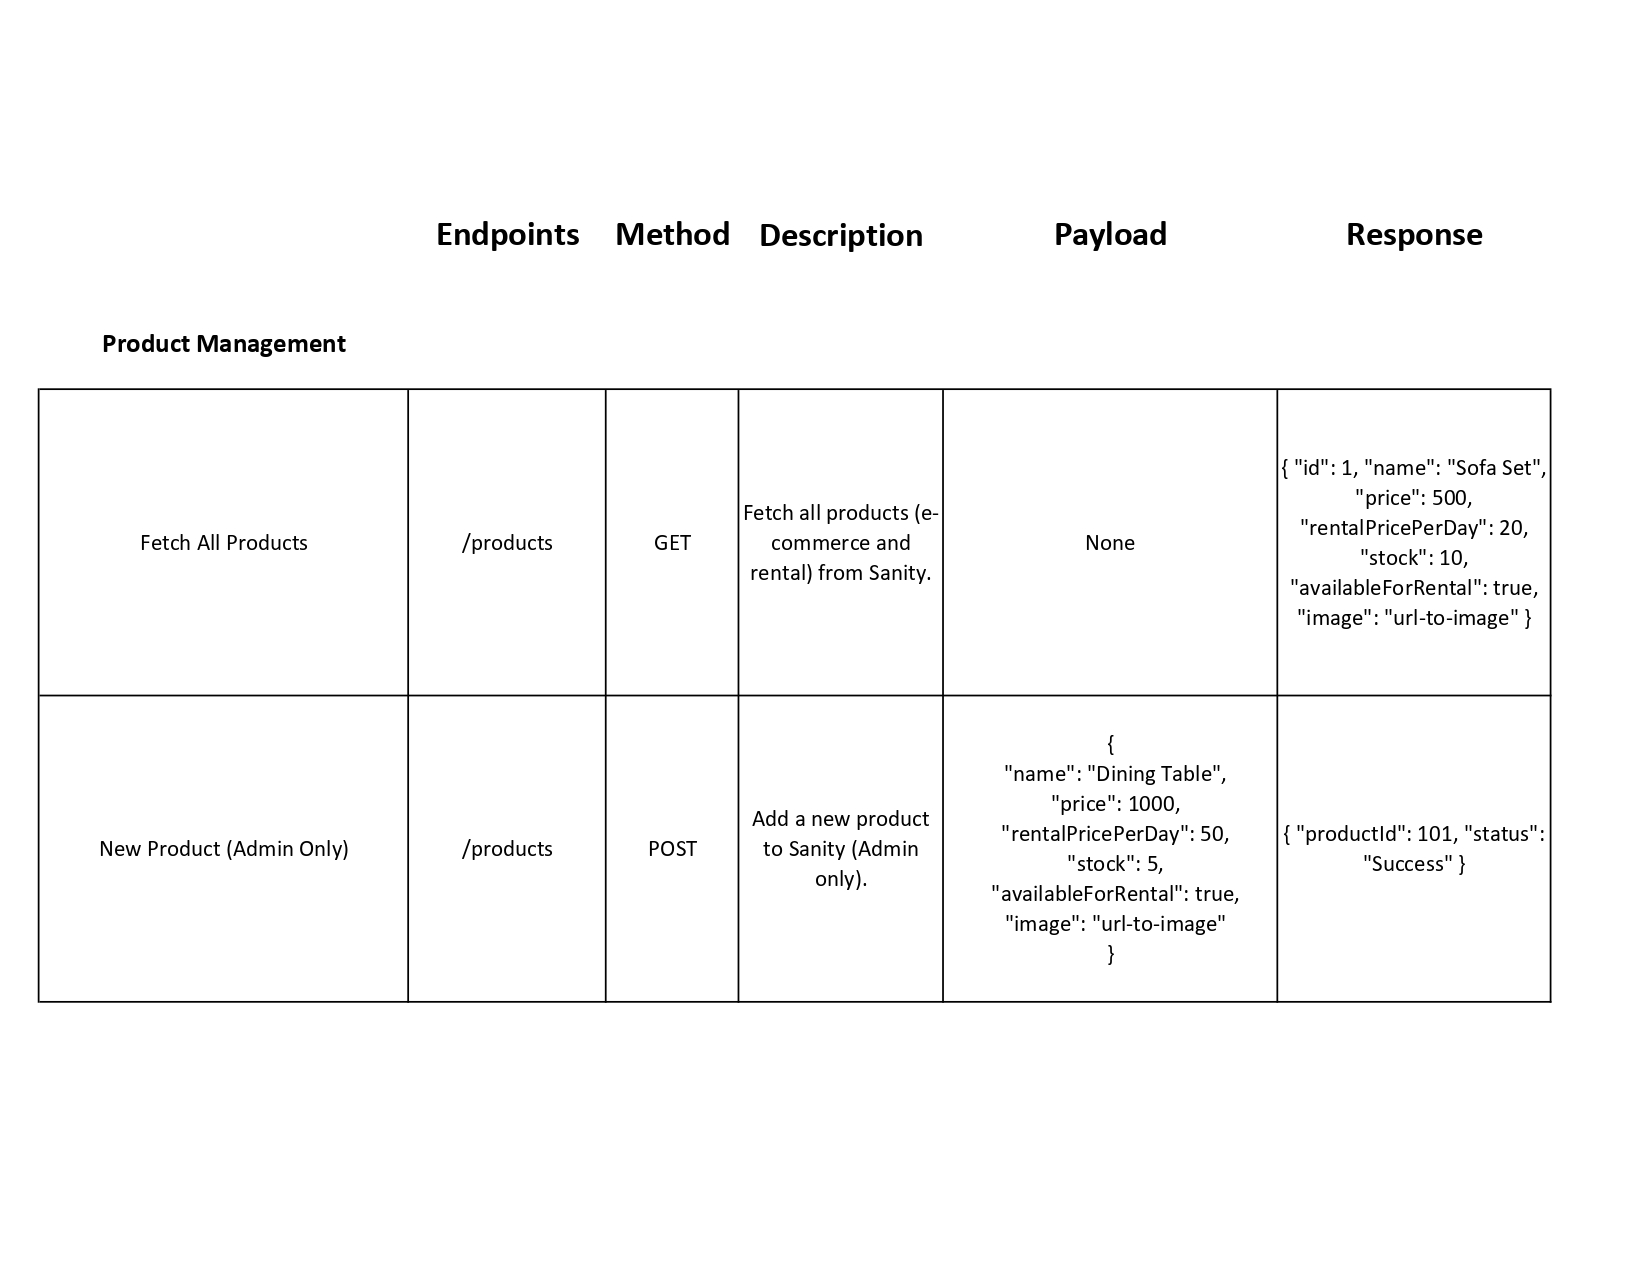 Endpoints Method Description Payload Response
Product Management
Fetch All Products
/products
GET
Fetch all products (e-
commerce and
rental) from Sanity.
None
{ "id": 1, "name": "Sofa Set",
"price": 500,
"rentalPricePerDay": 20,
"stock": 10,
"availableForRental": true,
"image": "url-to-image" }
New Product (Admin Only)
/products
POST
Add a new product
to Sanity (Admin
only).
{
"name": "Dining Table",
"price": 1000,
"rentalPricePerDay": 50,
"stock": 5,
"availableForRental": true,
"image": "url-to-image"
}
{ "productId": 101, "status":
"Success" }